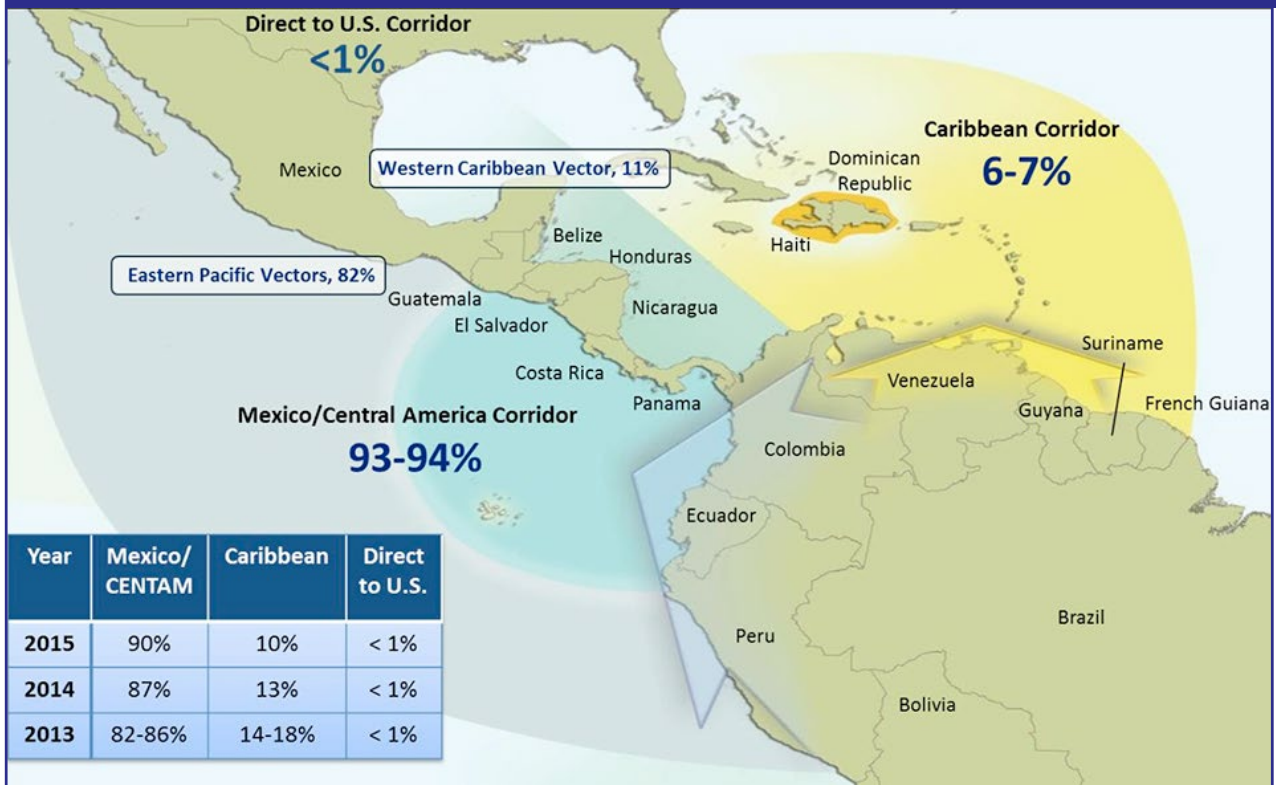 Direct to U.S. Corridor
<1%
Caribbean Corridor
6-7%
Western Caribbean Vector, 11%
Dominican
Republic
Mexico
Haiti
Belize
Honduras
Eastern Pacific Vectors, 82%
Guatemala
Nicaragua
El Salvador
Suriname
Costa Rica
Venezuela
Panama
Guyana
French Guiana
Mexico/Central America Corridor
93-94%
Colombia
Ecuador
Peru
Brazil
Bolivia
Year Mexico/ Caribbean Direct
CENTAM to U.S.
2015 90% 10% < 1%
2014 87% 13% < 1%
2013 82-86% 14-18% < 1%